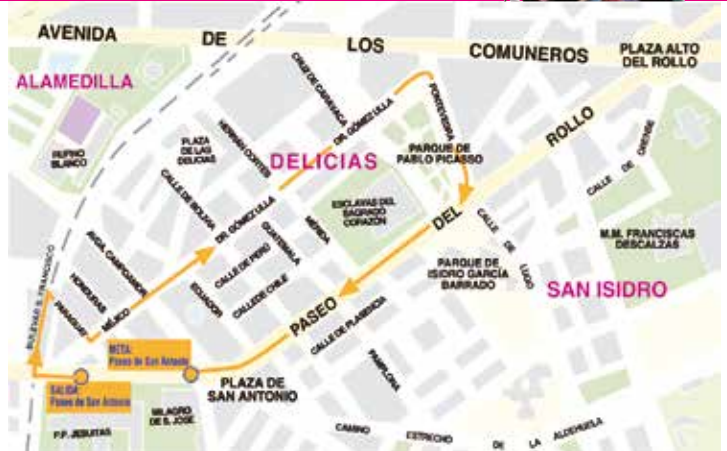 AVENIDA DE LOS COMUNEROS
PLAZA ALTO
DEL ROLLO
ALAMEDILLA
RUFINO
BLANCO
PLAZA
DE LAS
DELICIAS
HERNÁN CORTÉS
CRUZ DE CARAVACA
DR. GÓMEZ ULLA
PONTEVEDRA
DELICIAS
PARQUE DE
PABLO PICASSO
ROLLO
CALLE DE ORENSE
CALLE DE BOLIVIA
DR. GÓMEZ ULLA
ESCLAVAS DEL
SAGRADO
CORAZÓN
DEL
CALLE DE LUGO
M.M. FRANCISCAS
DESCALZAS
AVDA. CAMPOAMOR
GUATEMALA
MÉRIDA
CALLE DE PERÚ
CALLE DE CHILE
ECUADOR
PARQUE DE
ISIDRO GARCÍA
BARRADO
SAN ISIDRO
BULEVAR S. FRANCISCO
HONDURAS
PARAGUAY
MÉJICO
PASEO
CALLE DE PLASENCIA
PAMPLONA
META:
Paseo de San Antonio
SALIDA:
Paseo de San Antonio
PLAZA DE
SAN ANTONIO
MILAGRO
DE S. JOSÉ
P.P. JESUITAS
CAMINO ESTRECHO DE LA ALDEHUELA